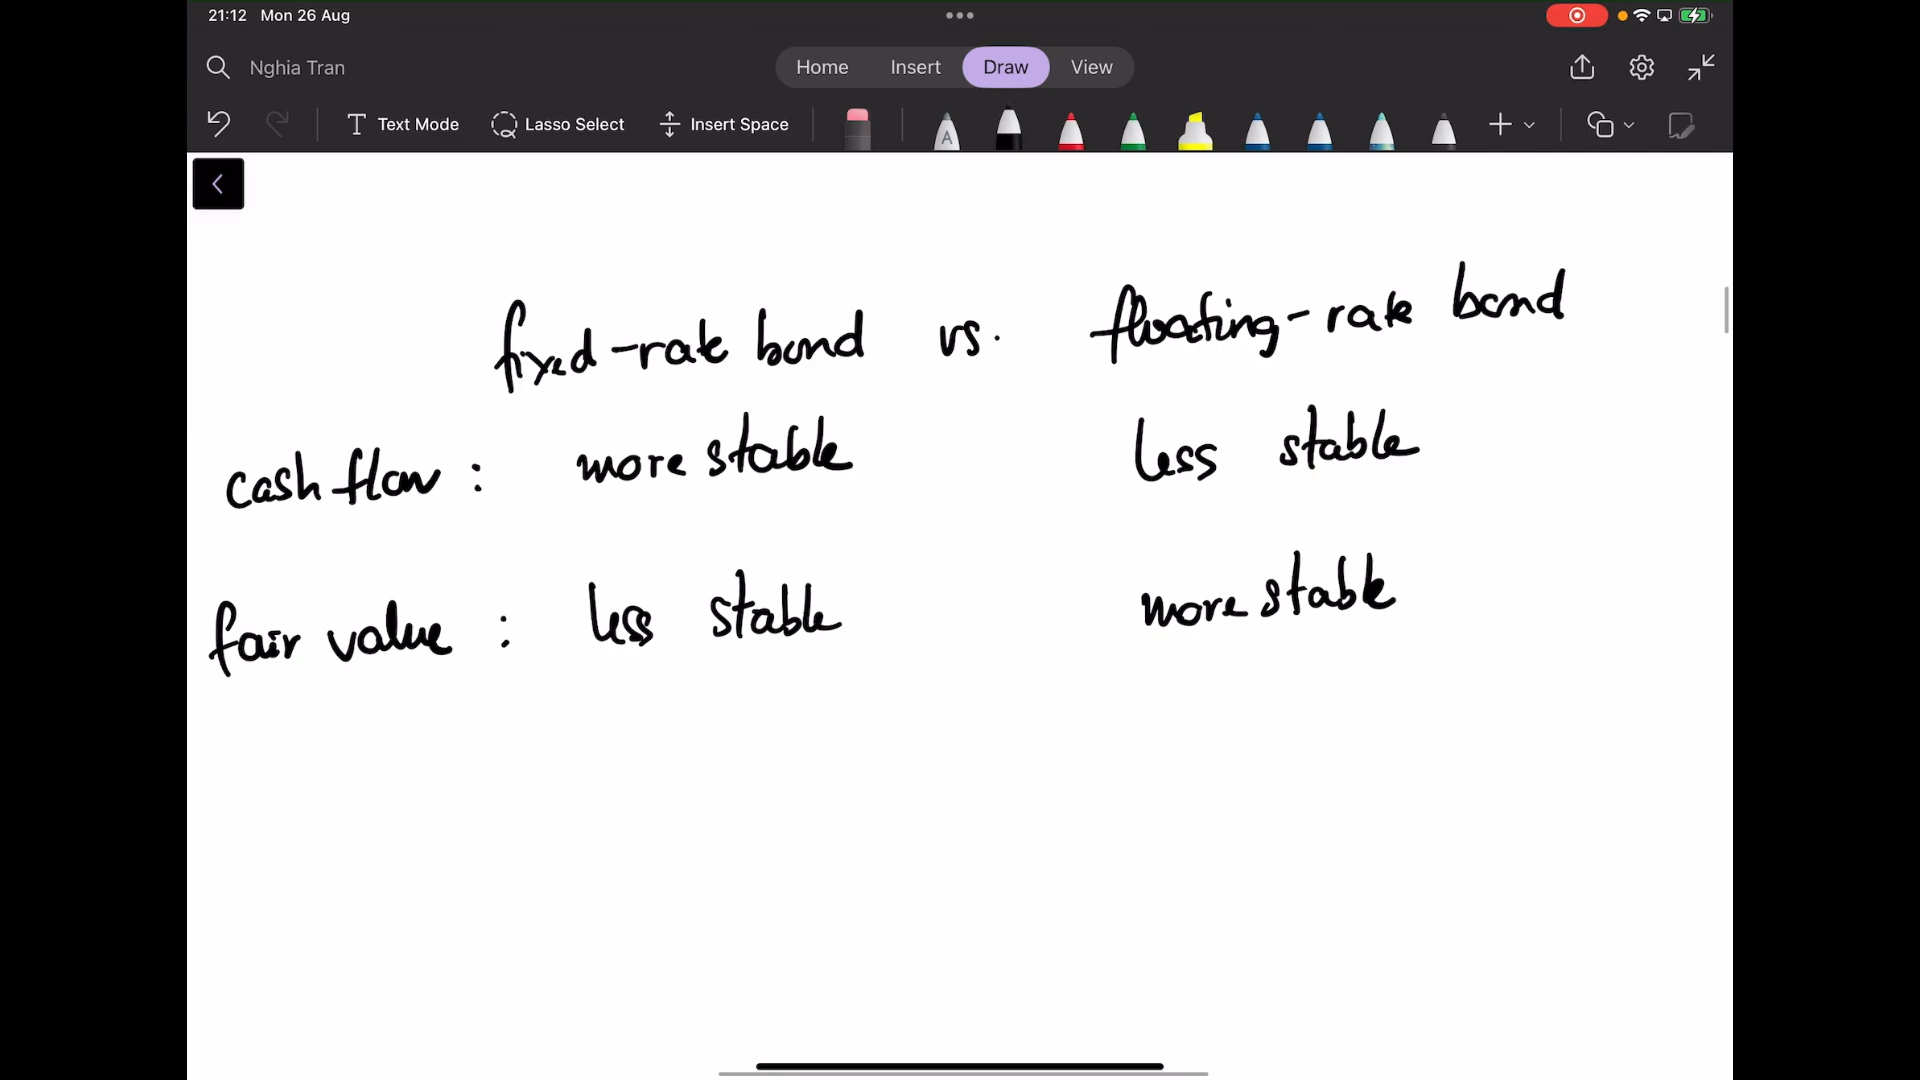 21:12 Mon 26 Aug
Nghia Tran Home Insert Draw View
Text Mode Lasso Select Insert Space A
fixed-rate bond vs. floating-rate bond
cash flow : more stable less stable
fair value : less stable more stable